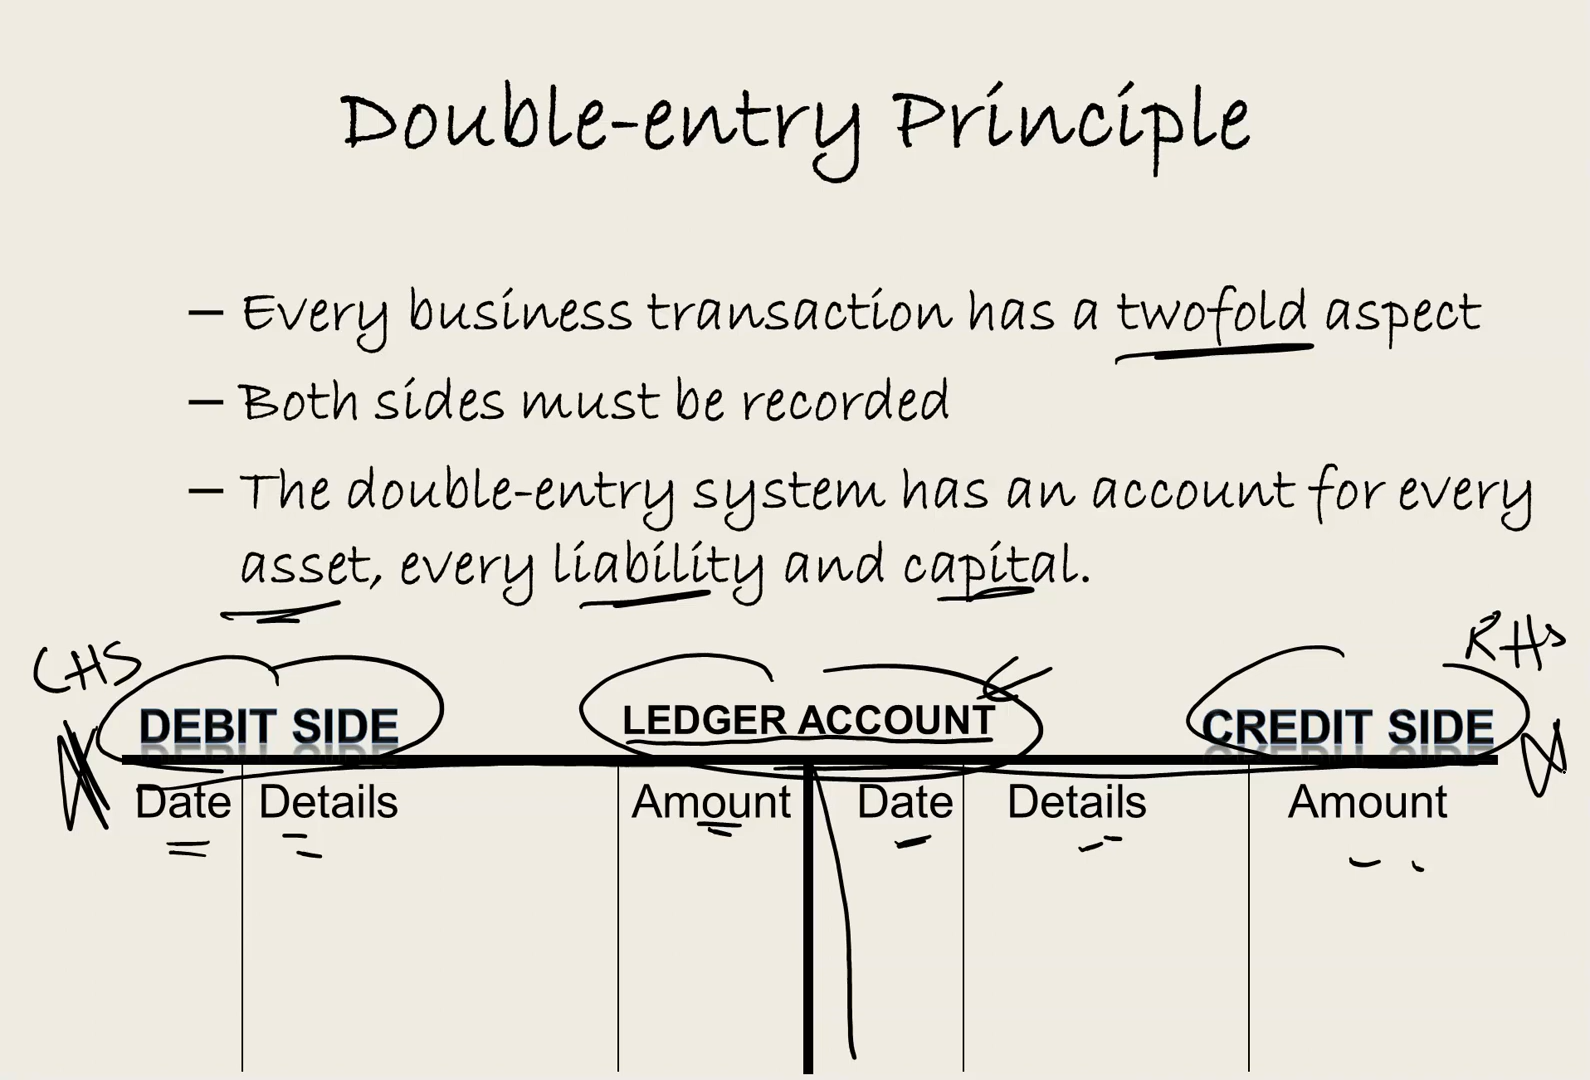 Double-entry Principle
– Every business transaction has a twofold aspect
– Both sides must be recorded
– The double-entry system has an account for every
asset, every liability and capital.
LHS RHS
DEBIT SIDE LEDGER ACCOUNT CREDIT SIDE
Date Details Amount Date Details Amount